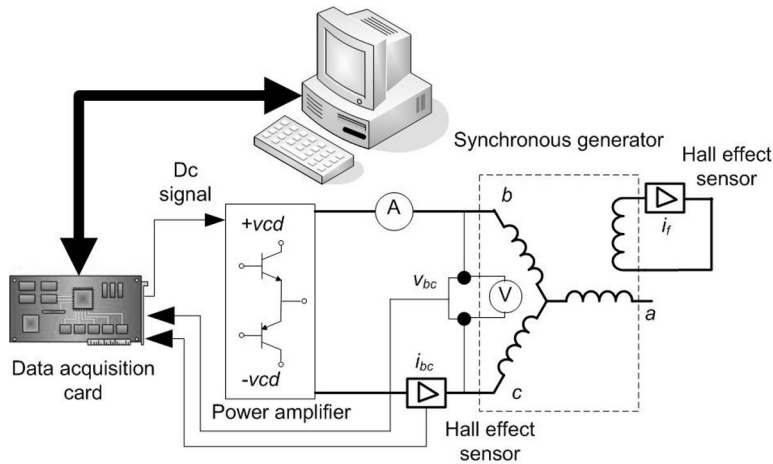 Synchronous generator
Hall effect
sensor
Dc
signal
A
b
i_f
+vcd
v_bc
V
a
-vcd
i_bc
c
Data acquisition
card
Power amplifier
Hall effect
sensor